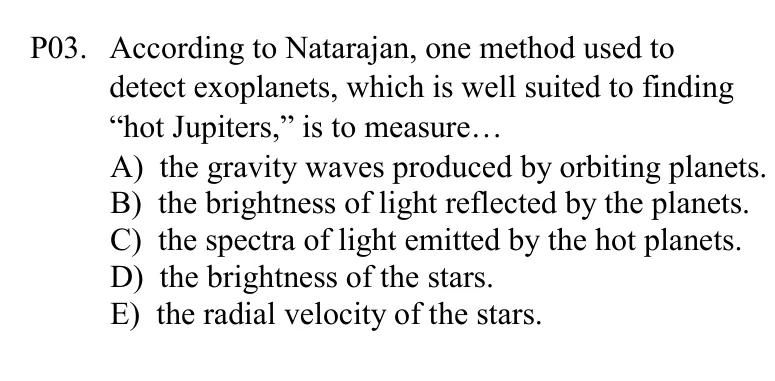 P03. According to Natarajan, one method used to
detect exoplanets, which is well suited to finding
“hot Jupiters,” is to measure…
A) the gravity waves produced by orbiting planets.
B) the brightness of light reflected by the planets.
C) the spectra of light emitted by the hot planets.
D) the brightness of the stars.
E) the radial velocity of the stars.